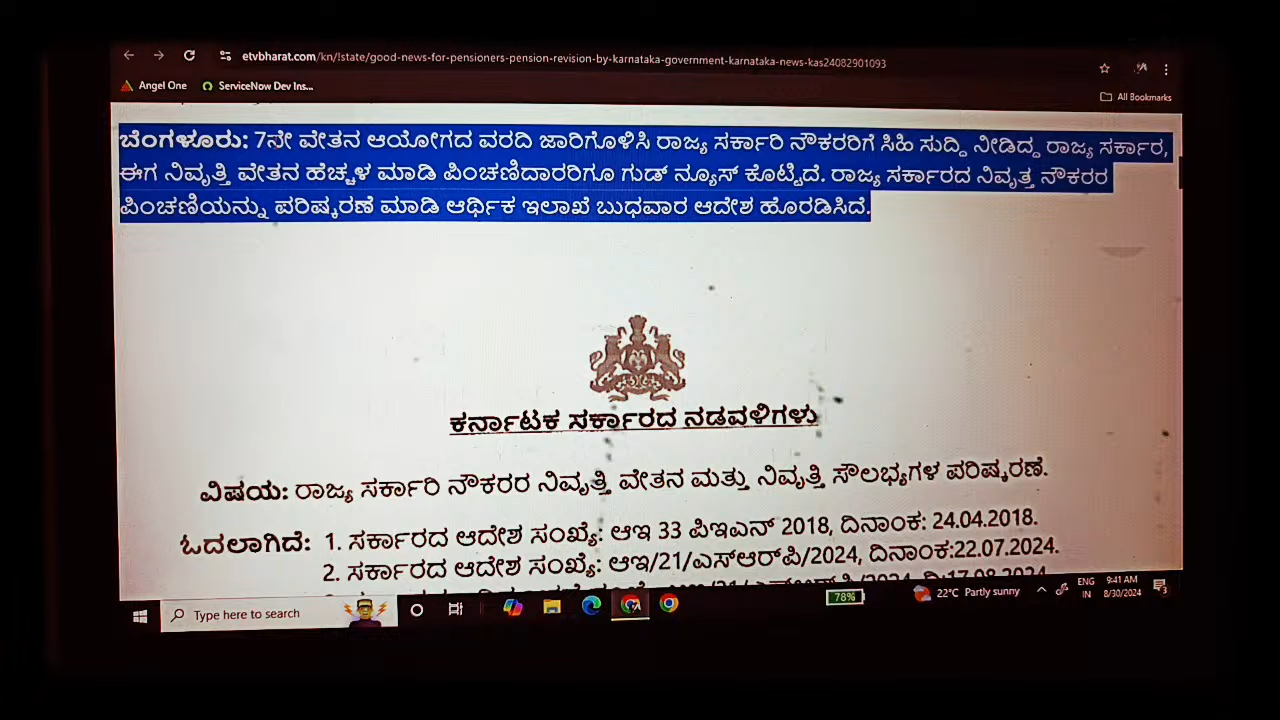 etvbharat.com/kn/!state/good-news-for-pensioners-pension-revision-by-karnataka-government-karnataka-news-kas24082901093
Angel One ServiceNow Dev Ins...
All Bookmarks
ಬೆಂಗಳೂರು: 7ನೇ ವೇತನ ಆಯೋಗದ ವರದಿ ಜಾರಿಗೊಳಿಸಿ ರಾಜ್ಯ ಸರ್ಕಾರಿ ನೌಕರರಿಗೆ ಸಿಹಿ ಸುದ್ದಿ ನೀಡಿದ್ದ ರಾಜ್ಯ ಸರ್ಕಾರ,
ಈಗ ನಿವೃತ್ತಿ ವೇತನ ಹೆಚ್ಚಳ ಮಾಡಿ ಪಿಂಚಣಿದಾರರಿಗೂ ಗುಡ್ ನ್ಯೂಸ್ ಕೊಟ್ಟಿದೆ. ರಾಜ್ಯ ಸರ್ಕಾರದ ನಿವೃತ್ತ ನೌಕರರ
ಪಿಂಚಣಿಯನ್ನು ಪರಿಷ್ಕರಣೆ ಮಾಡಿ ಆರ್ಥಿಕ ಇಲಾಖೆ ಬುಧವಾರ ಆದೇಶ ಹೊರಡಿಸಿದೆ.
ಕರ್ನಾಟಕ ಸರ್ಕಾರದ ನಡವಳಿಗಳು
ವಿಷಯ: ರಾಜ್ಯ ಸರ್ಕಾರಿ ನೌಕರರ ನಿವೃತ್ತಿ ವೇತನ ಮತ್ತು ನಿವೃತ್ತಿ ಸೌಲಭ್ಯಗಳ ಪರಿಷ್ಕರಣೆ.
ಓದಲಾಗಿದೆ: 1. ಸರ್ಕಾರದ ಆದೇಶ ಸಂಖ್ಯೆ: ಆಇ 33 ಪಿಇಎನ್ 2018, ದಿನಾಂಕ: 24.04.2018.
2. ಸರ್ಕಾರದ ಆದೇಶ ಸಂಖ್ಯೆ: ಆಇ/21/ಎಸ್‌ಆರ್‌ಪಿ/2024, ದಿನಾಂಕ:22.07.2024.
Type here to search
78%
22°C Partly sunny
ENG
IN
9:41 AM
8/30/2024
3